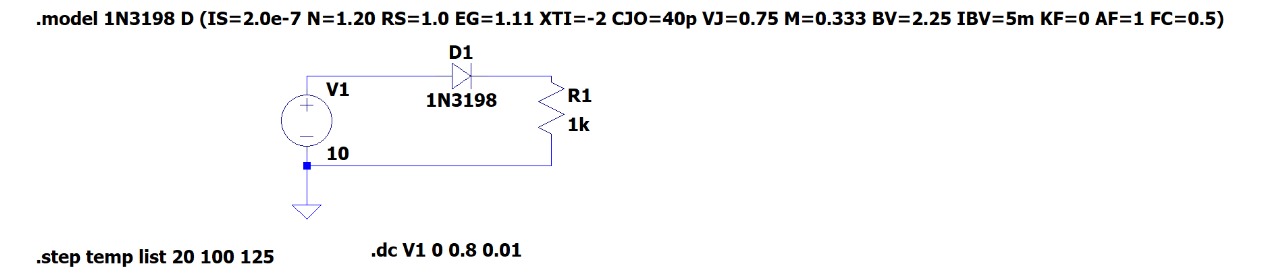 .model 1N3198 D (IS=2.0e-7 N=1.20 RS=1.0 EG=1.11 XTI=-2 CJO=40p VJ=0.75 M=0.333 BV=2.25 IBV=5m KF=0 AF=1 FC=0.5)
D1
V1
1N3198
R1
1k
10
.step temp list 20 100 125
.dc V1 0 0.8 0.01